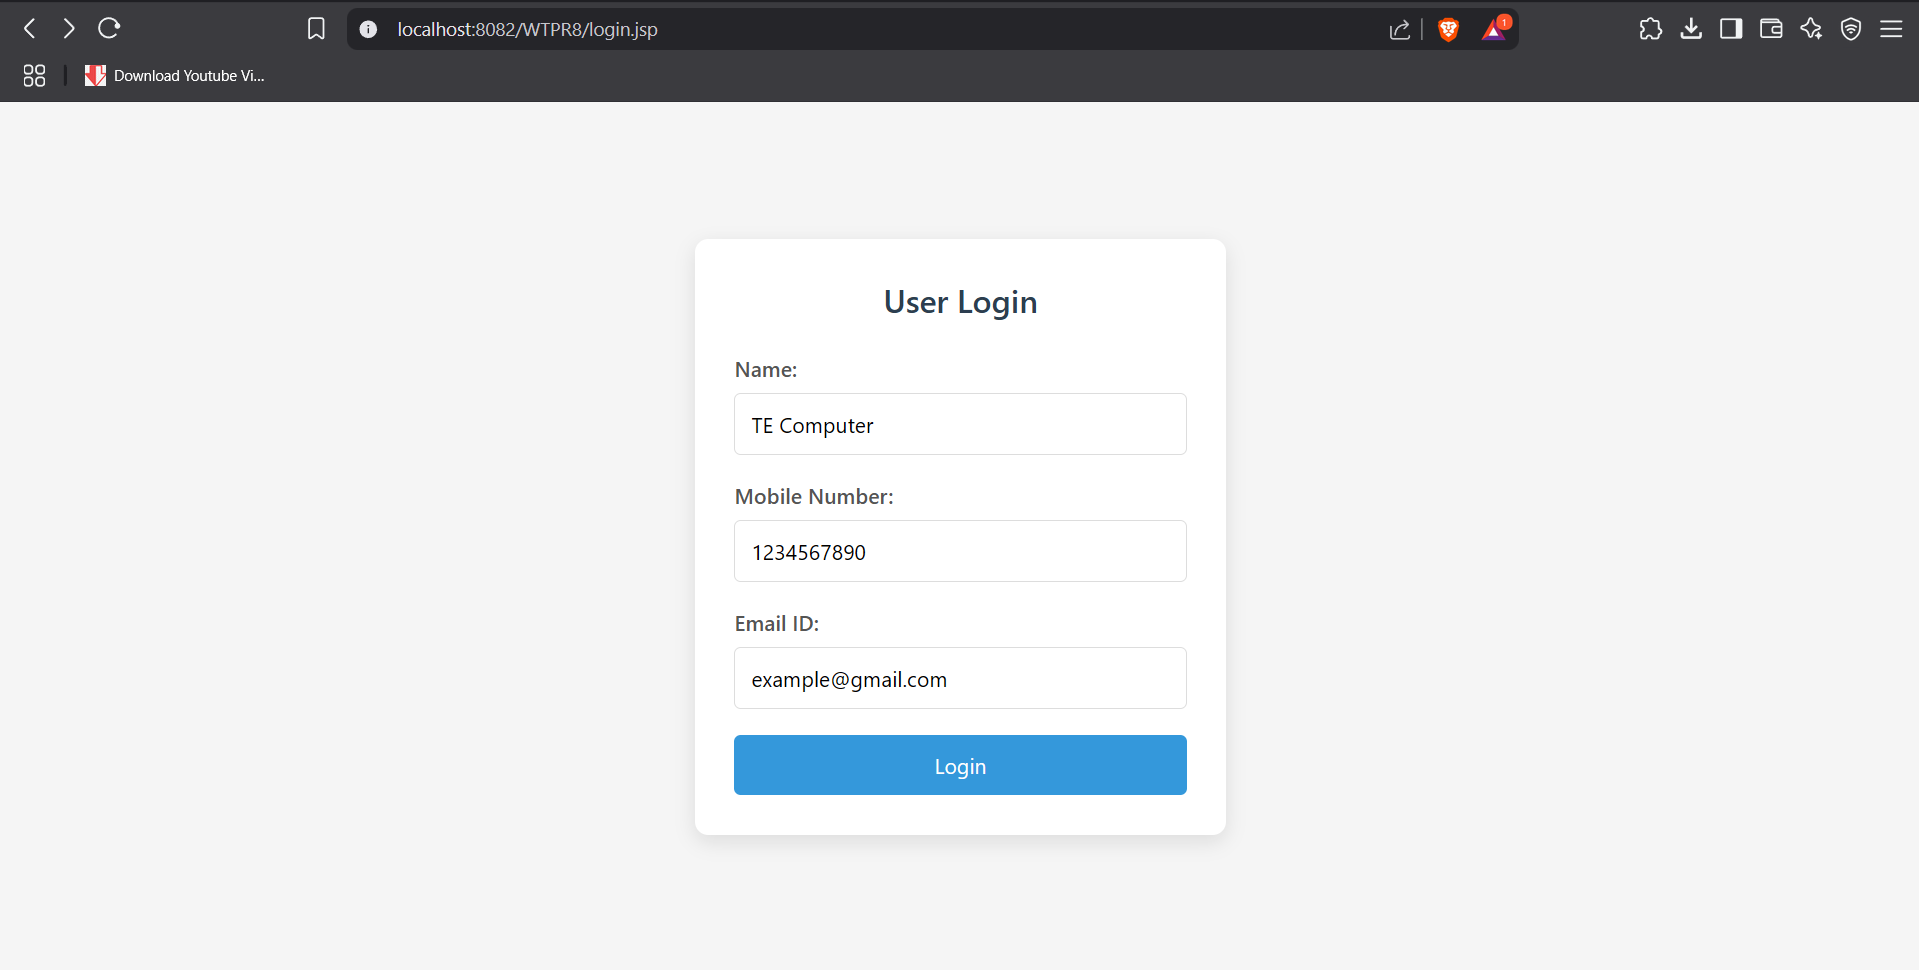 localhost:8082/WTPR8/login.jsp
1
Download Youtube Vi...
User Login
Name:
TE Computer
Mobile Number:
1234567890
Email ID:
example@gmail.com
Login